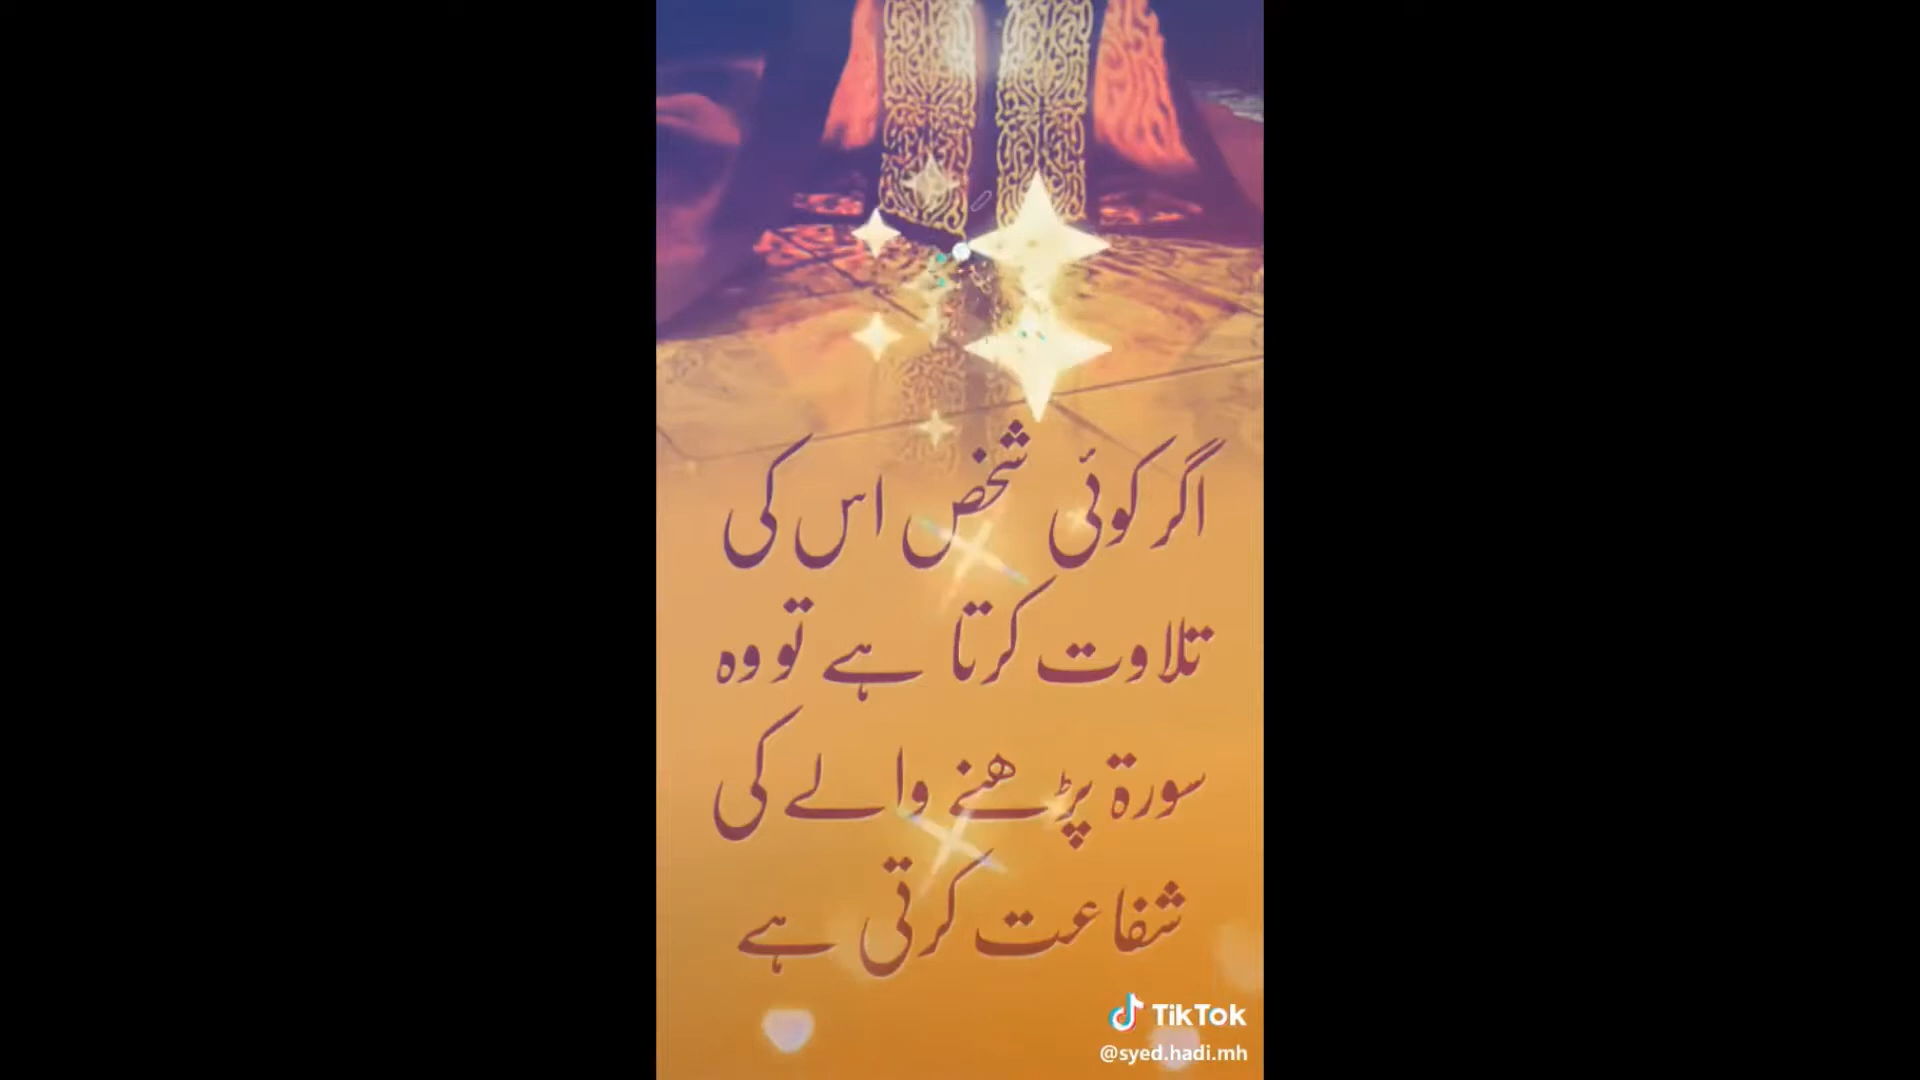 اگر کوئی شخص اس کی
تلاوت کرتا ہے تو وہ
سورۃ پڑھنے والے کی
شفاعت کرتی ہے
TikTok
@syed.hadi.mh